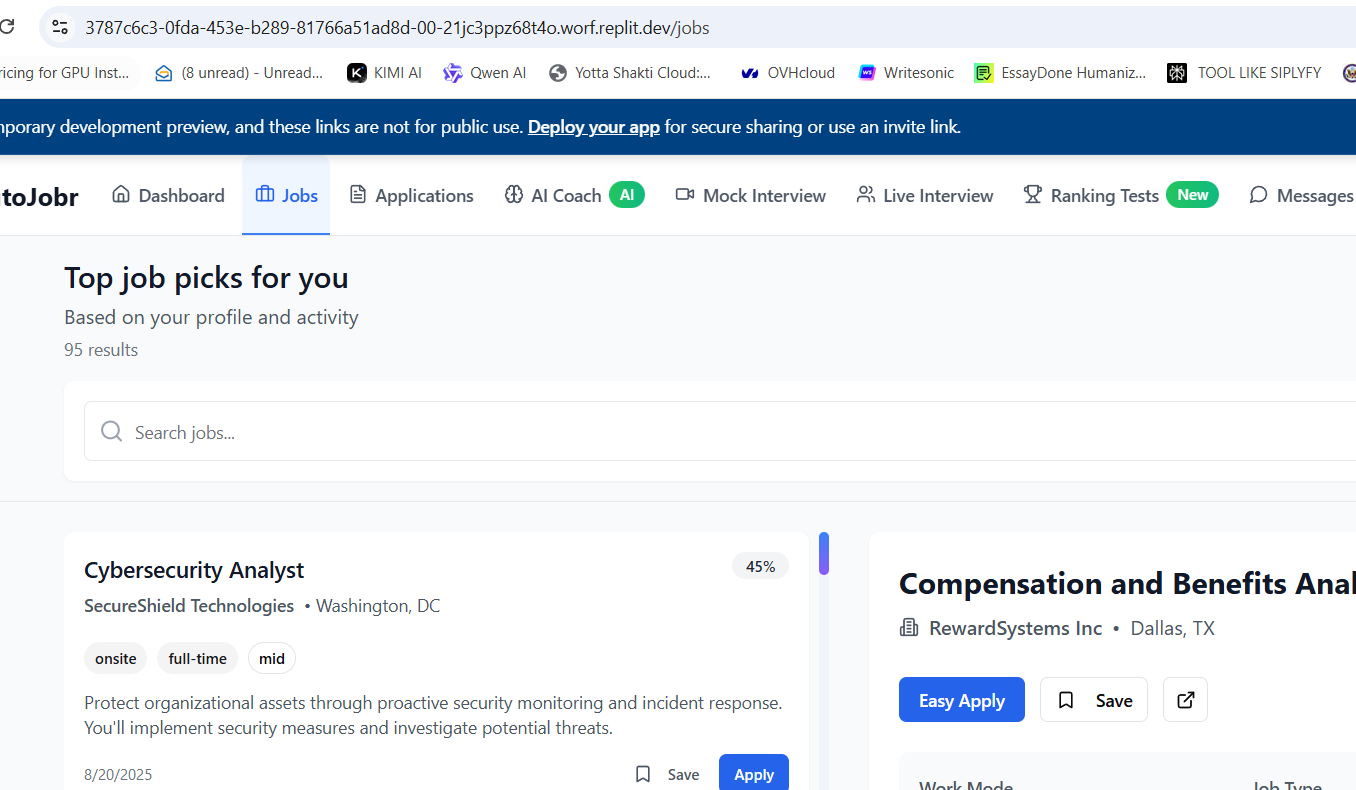 3787c6c3-0fda-453e-b289-81766a51ad8d-00-21jc3ppz68t4o.worf.replit.dev/jobs
ricing for GPU Inst... (8 unread) - Unread... KIMI AI Qwen AI Yotta Shakti Cloud:... OVHcloud Writesonic EssayDone Humaniz... TOOL LIKE SIPLYFY
nporary development preview, and these links are not for public use. Deploy your app for secure sharing or use an invite link.
toJobr Dashboard Jobs Applications AI Coach AI Mock Interview Live Interview Ranking Tests New Messages
Top job picks for you
Based on your profile and activity
95 results
Search jobs...
Cybersecurity Analyst 45%
SecureShield Technologies • Washington, DC
onsite full-time mid
Protect organizational assets through proactive security monitoring and incident response.
You'll implement security measures and investigate potential threats.
8/20/2025 Save Apply
Compensation and Benefits Anal
RewardSystems Inc • Dallas, TX
Easy Apply Save
Work Mode Job Type